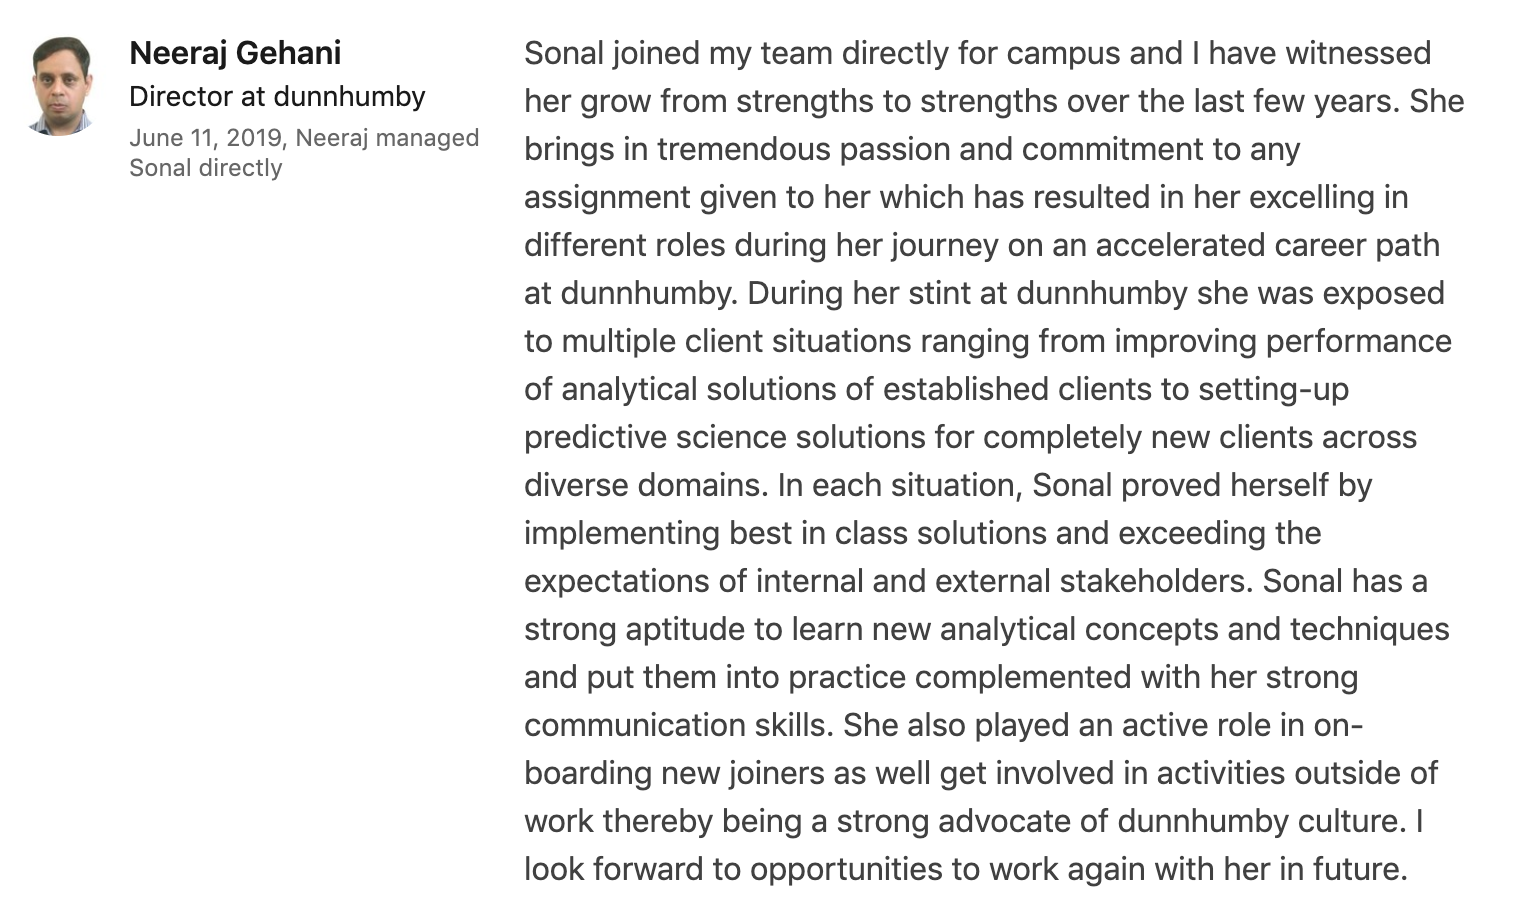 Neeraj Gehani
Director at dunnhumby
June 11, 2019, Neeraj managed
Sonal directly
Sonal joined my team directly for campus and I have witnessed
her grow from strengths to strengths over the last few years. She
brings in tremendous passion and commitment to any
assignment given to her which has resulted in her excelling in
different roles during her journey on an accelerated career path
at dunnhumby. During her stint at dunnhumby she was exposed
to multiple client situations ranging from improving performance
of analytical solutions of established clients to setting-up
predictive science solutions for completely new clients across
diverse domains. In each situation, Sonal proved herself by
implementing best in class solutions and exceeding the
expectations of internal and external stakeholders. Sonal has a
strong aptitude to learn new analytical concepts and techniques
and put them into practice complemented with her strong
communication skills. She also played an active role in on-
boarding new joiners as well get involved in activities outside of
work thereby being a strong advocate of dunnhumby culture. I
look forward to opportunities to work again with her in future.